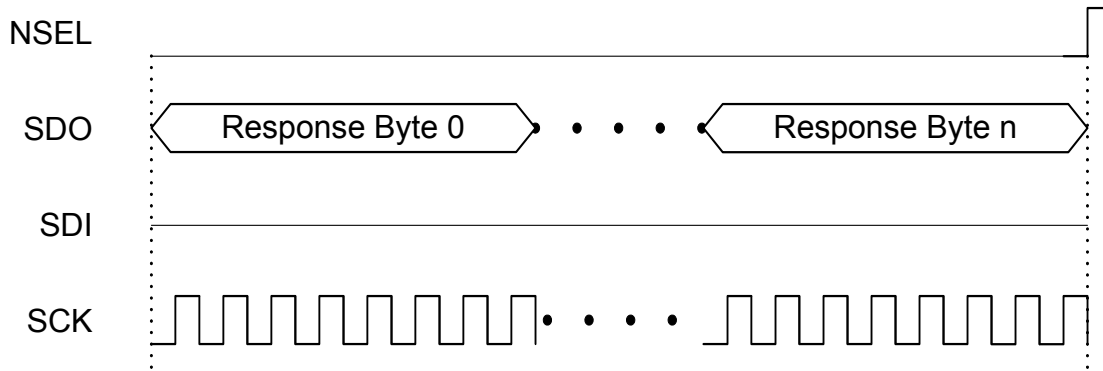 NSEL
SDO Response Byte 0 Response Byte n
SDI
SCK